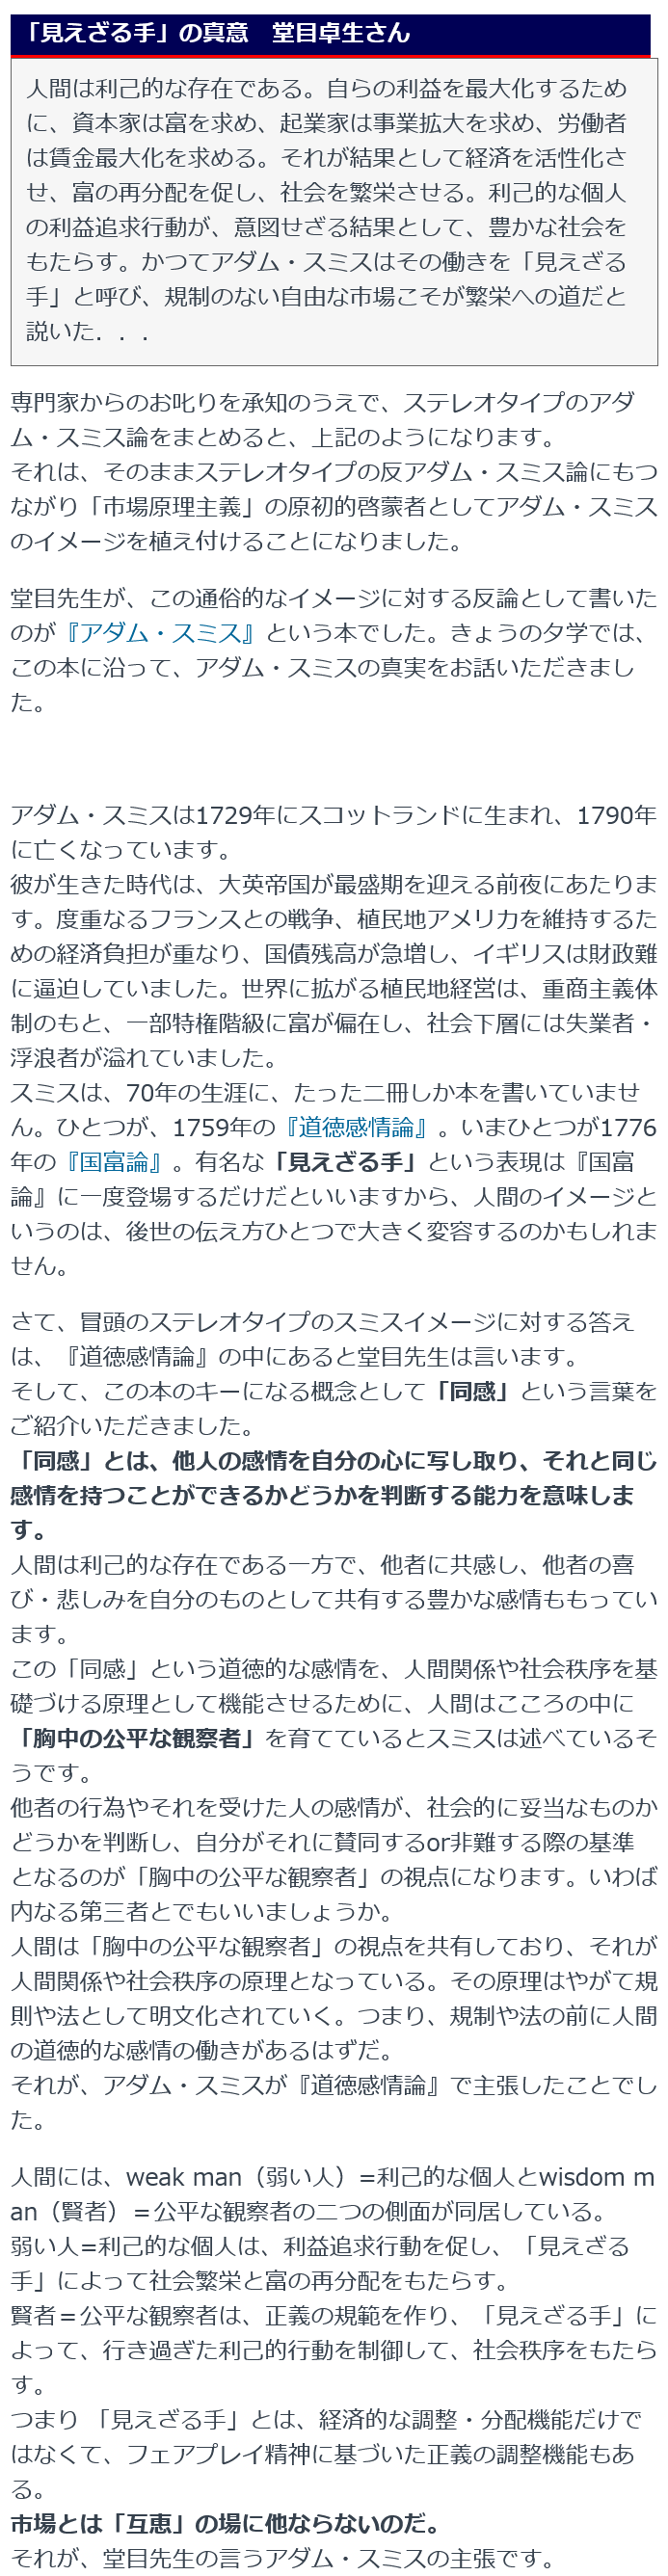 「見えざる手」の真意　堂目卓生さん
人間は利己的な存在である。自らの利益を最大化するため
に、資本家は富を求め、起業家は事業拡大を求め、労働者
は賃金最大化を求める。それが結果として経済を活性化さ
せ、富の再分配を促し、社会を繁栄させる。利己的な個人
の利益追求行動が、意図せざる結果として、豊かな社会を
もたらす。かつてアダム・スミスはその働きを「見えざる
手」と呼び、規制のない自由な市場こそが繁栄への道だと
説いた．．．
専門家からのお叱りを承知のうえで、ステレオタイプのアダ
ム・スミス論をまとめると、上記のようになります。
それは、そのままステレオタイプの反アダム・スミス論にもつ
ながり「市場原理主義」の原初的啓蒙者としてアダム・スミス
のイメージを植え付けることになりました。
堂目先生が、この通俗的なイメージに対する反論として書いた
のが『アダム・スミス』という本でした。きょうの夕学では、
この本に沿って、アダム・スミスの真実をお話いただきまし
た。
アダム・スミスは1729年にスコットランドに生まれ、1790年
に亡くなっています。
彼が生きた時代は、大英帝国が最盛期を迎える前夜にあたりま
す。度重なるフランスとの戦争、植民地アメリカを維持するた
めの経済負担が重なり、国債残高が急増し、イギリスは財政難
に逼迫していました。世界に拡がる植民地経営は、重商主義体
制のもと、一部特権階級に富が偏在し、社会下層には失業者・
浮浪者が溢れていました。
スミスは、70年の生涯に、たった二冊しか本を書いていませ
ん。ひとつが、1759年の『道徳感情論』。いまひとつが1776
年の『国富論』。有名な「見えざる手」という表現は『国富
論』に一度登場するだけだといいますから、人間のイメージと
いうのは、後世の伝え方ひとつで大きく変容するのかもしれま
せん。
さて、冒頭のステレオタイプのスミスイメージに対する答え
は、『道徳感情論』の中にあると堂目先生は言います。
そして、この本のキーになる概念として「同感」という言葉を
ご紹介いただきました。
「同感」とは、他人の感情を自分の心に写し取り、それと同じ
感情を持つことができるかどうかを判断する能力を意味しま
す。
人間は利己的な存在である一方で、他者に共感し、他者の喜
び・悲しみを自分のものとして共有する豊かな感情ももってい
ます。
この「同感」という道徳的な感情を、人間関係や社会秩序を基
礎づける原理として機能させるために、人間はこころの中に
「胸中の公平な観察者」を育てているとスミスは述べているそ
うです。
他者の行為やそれを受けた人の感情が、社会的に妥当なものか
どうかを判断し、自分がそれに賛同するor非難する際の基準
となるのが「胸中の公平な観察者」の視点になります。いわば
内なる第三者とでもいいましょうか。
人間は「胸中の公平な観察者」の視点を共有しており、それが
人間関係や社会秩序の原理となっている。その原理はやがて規
則や法として明文化されていく。つまり、規制や法の前に人間
の道徳的な感情の働きがあるはずだ。
それが、アダム・スミスが『道徳感情論』で主張したことでし
た。
人間には、weak man（弱い人）=利己的な個人とwisdom m
an（賢者）＝公平な観察者の二つの側面が同居している。
弱い人=利己的な個人は、利益追求行動を促し、「見えざる
手」によって社会繁栄と富の再分配をもたらす。
賢者＝公平な観察者は、正義の規範を作り、「見えざる手」に
よって、行き過ぎた利己的行動を制御して、社会秩序をもたら
す。
つまり 「見えざる手」とは、経済的な調整・分配機能だけで
はなくて、フェアプレイ精神に基づいた正義の調整機能もあ
る。
市場とは「互恵」の場に他ならないのだ。
それが、堂目先生の言うアダム・スミスの主張です。